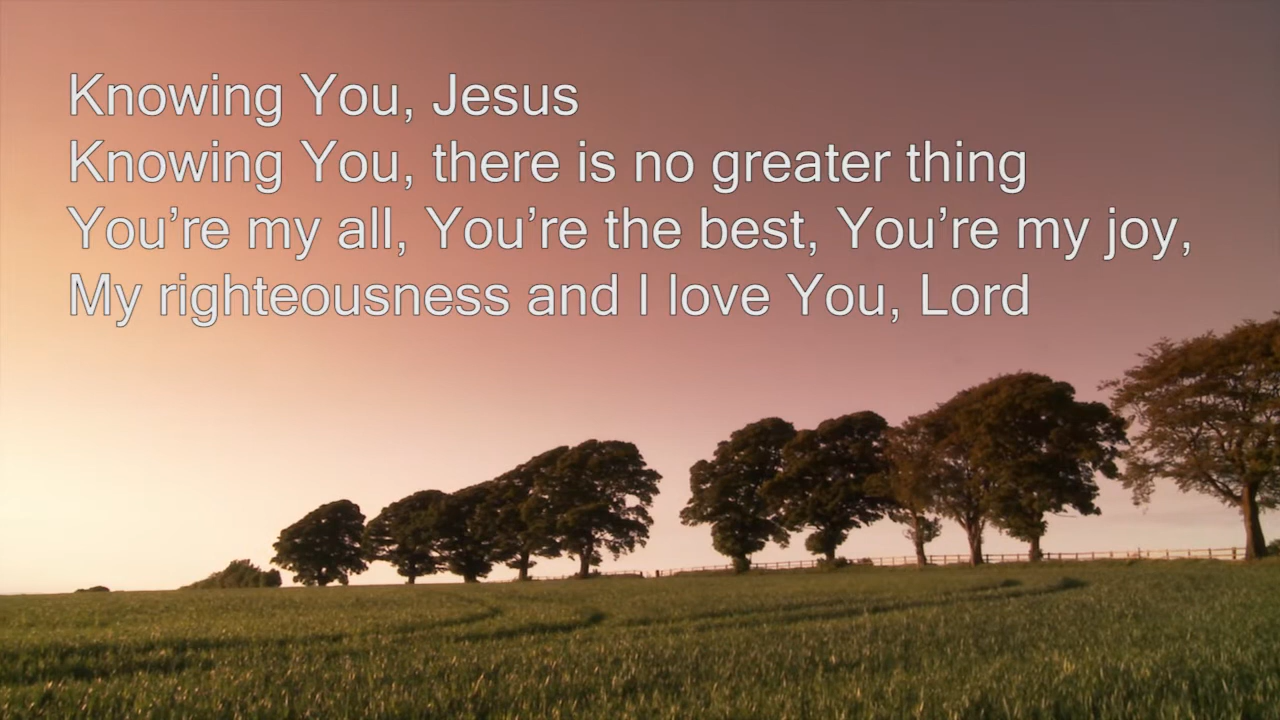 Knowing You, Jesus
Knowing You, there is no greater thing
You’re my all, You’re the best, You’re my joy,
My righteousness and I love You, Lord